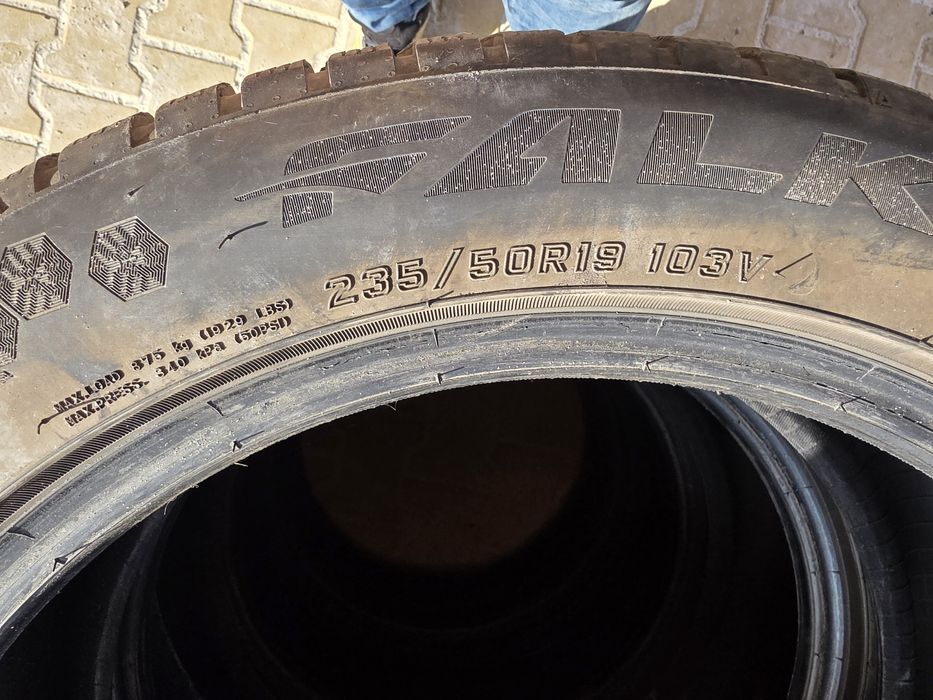 FALK
235/50R19 103V
MAX.LOAD 875 kg (1929 LBS)
MAX.PRESS. 340 kPa (50PSI)